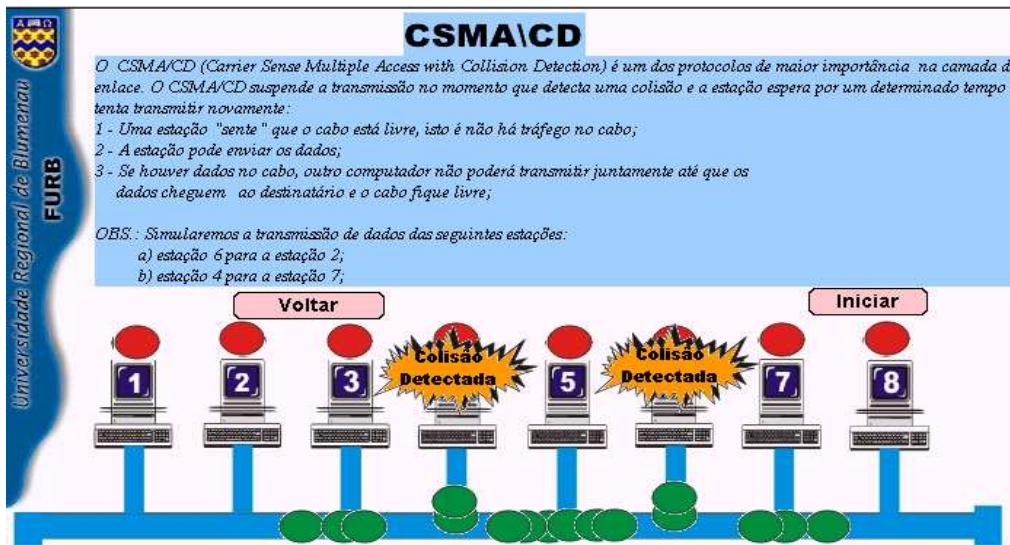 Universidade Regional de Blumenau
FURB
CSMA\CD
O CSMA/CD (Carrier Sense Multiple Access with Collision Detection) é um dos protocolos de maior importância na camada d
enlace. O CSMA/CD suspende a transmissão no momento que detecta uma colisão e a estação espera por um determinado tempo
tenta transmitir novamente:
1 - Uma estação "sente" que o cabo está livre, isto é não há tráfego no cabo;
2 - A estação pode enviar os dados;
3 - Se houver dados no cabo, outro computador não poderá transmitir juntamente até que os
dados cheguem ao destinatário e o cabo fique livre;
OBS.: Simularemos a transmissão de dados das seguintes estações:
a) estação 6 para a estação 2;
b) estação 4 para a estação 7;
Voltar
Iniciar
1
2
3
Colisão
Detectada
5
Colisão
Detectada
7
8